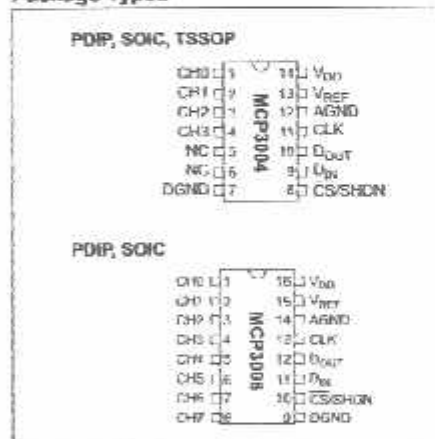 Package Types
PDIP, SOIC, TSSOP
CH0 1 14 VDD
CH1 2 13 VREF
CH2 3 12 AGND
CH3 4 11 CLK
NC 5 10 DOUT
NC 6 9 DIN
DGND 7 8 CS/SHDN
MCP3004
PDIP, SOIC
CH0 1 16 VDD
CH1 2 15 VREF
CH2 3 14 AGND
CH3 4 13 CLK
CH4 5 12 DOUT
CH5 6 11 DIN
CH6 7 10 CS/SHDN
CH7 8 9 DGND
MCP3008